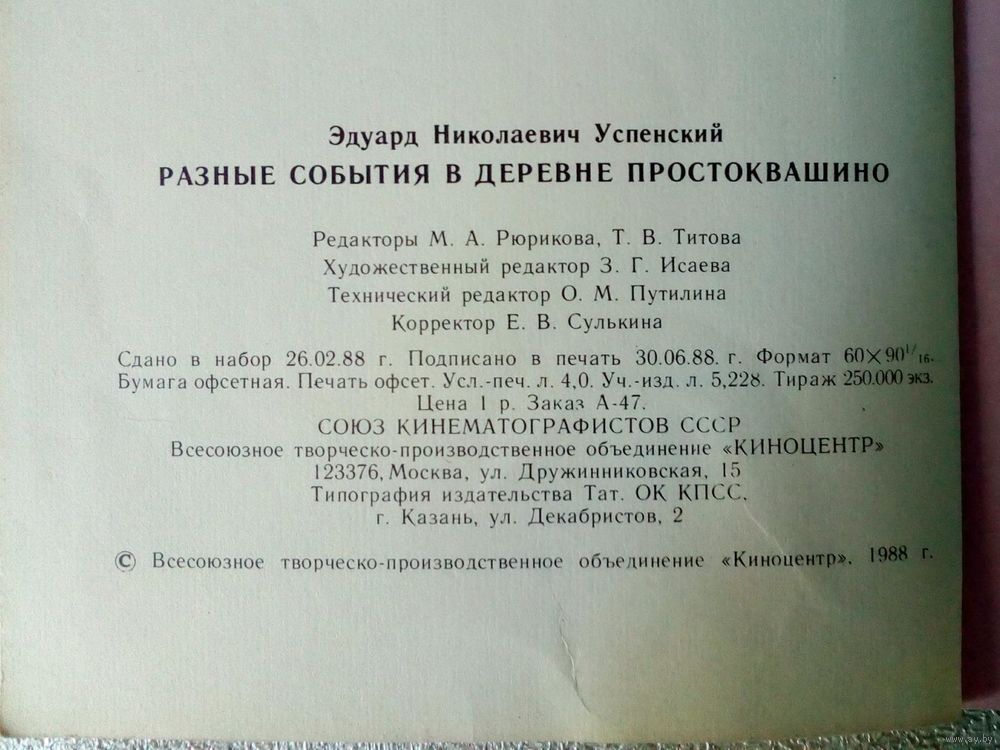 Эдуард Николаевич Успенский
РАЗНЫЕ СОБЫТИЯ В ДЕРЕВНЕ ПРОСТОКВАШИНО
Редакторы М. А. Рюрикова, Т. В. Титова
Художественный редактор З. Г. Исаева
Технический редактор О. М. Путилина
Корректор Е. В. Сулькина
Сдано в набор 26.02.88 г. Подписано в печать 30.06.88. г. Формат 60×90¹/₁₆.
Бумага офсетная. Печать офсет. Усл.-печ. л. 4,0. Уч.-изд. л. 5,228. Тираж 250.000 экз.
Цена 1 р. Заказ А-47.
СОЮЗ КИНЕМАТОГРАФИСТОВ СССР
Всесоюзное творческо-производственное объединение «КИНОЦЕНТР»
123376, Москва, ул. Дружинниковская, 15
Типография издательства Тат. ОК КПСС.
г. Казань, ул. Декабристов, 2
© Всесоюзное творческо-производственное объединение «Киноцентр». 1988 г.
www.ay.by